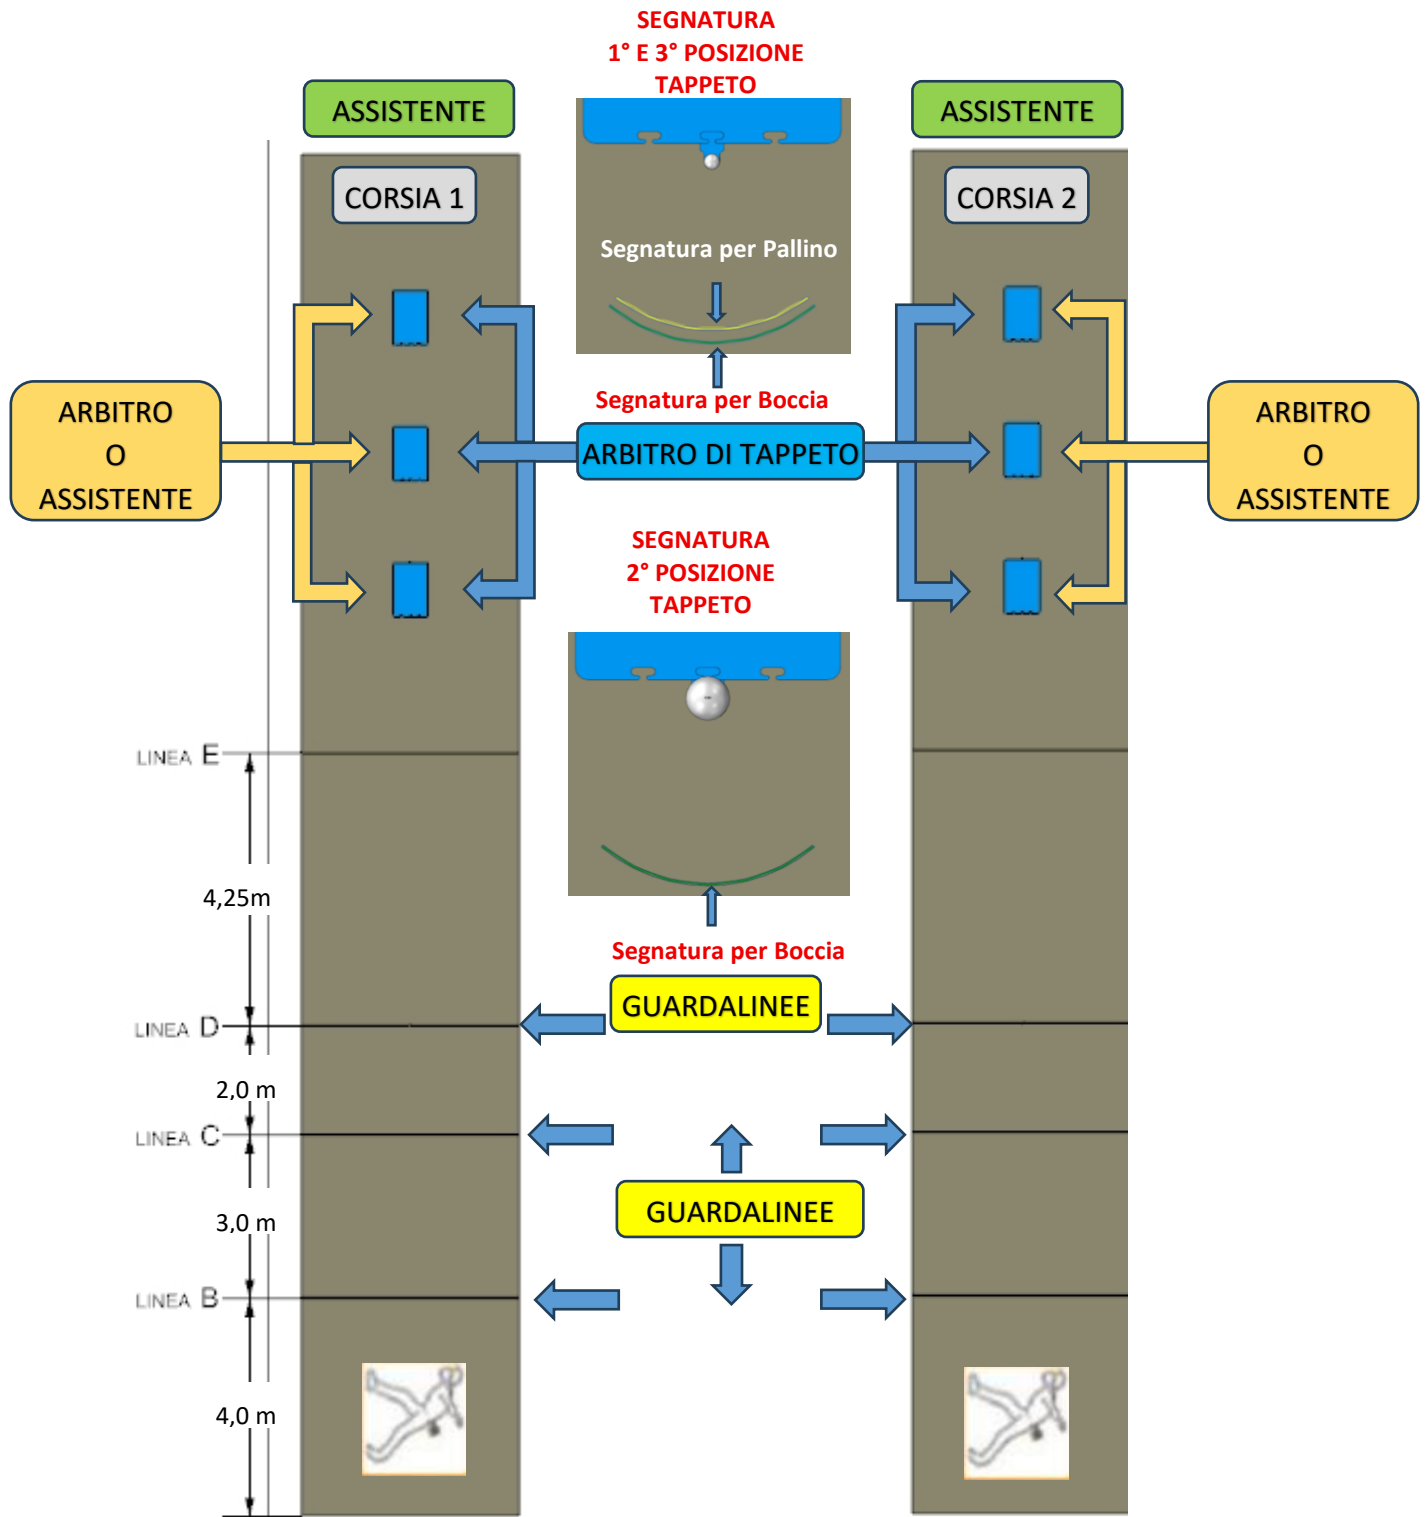 SEGNATURA
1° E 3° POSIZIONE
TAPPETO
ASSISTENTE
ASSISTENTE
CORSIA 1
CORSIA 2
Segnatura per Pallino
Segnatura per Boccia
ARBITRO
O
ASSISTENTE
ARBITRO DI TAPPETO
ARBITRO
O
ASSISTENTE
SEGNATURA
2° POSIZIONE
TAPPETO
LINEA E
4,25m
Segnatura per Boccia
GUARDALINEE
LINEA D
2,0 m
LINEA C
GUARDALINEE
3,0 m
LINEA B
4,0 m